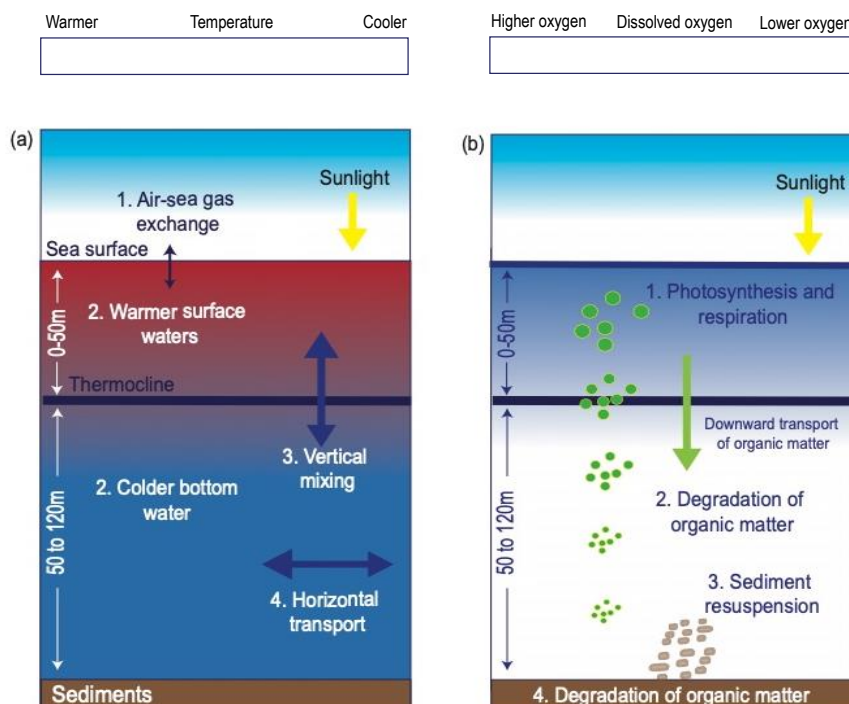 Warmer Temperature Cooler
Higher oxygen Dissolved oxygen Lower oxygen
(a)
Sunlight
1. Air-sea gas
exchange
Sea surface
0-50m
2. Warmer surface
waters
Thermocline
50 to 120m
3. Vertical
mixing
2. Colder bottom
water
4. Horizontal
transport
Sediments
(b)
Sunlight
0-50m
1. Photosynthesis and
respiration
50 to 120m
Downward transport
of organic matter
2. Degradation of
organic matter
3. Sediment
resuspension
4. Degradation of organic matter